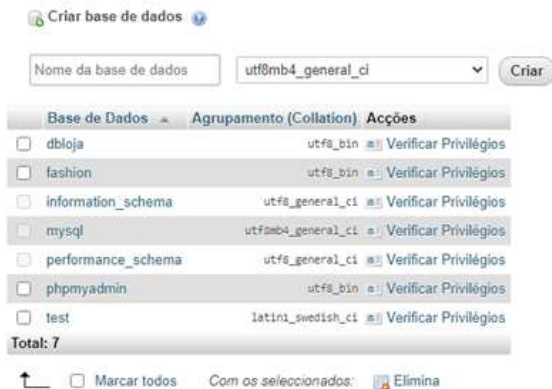 Criar base de dados
Nome da base de dados utf8mb4_general_ci Criar
Base de Dados Agrupamento (Collation) Acções
dbloja utf8_bin Verificar Privilégios
fashion utf8_bin Verificar Privilégios
information_schema utf8_general_ci Verificar Privilégios
mysql utf8mb4_general_ci Verificar Privilégios
performance_schema utf8_general_ci Verificar Privilégios
phpmyadmin utf8_bin Verificar Privilégios
test latin1_swedish_ci Verificar Privilégios
Total: 7
Marcar todos Com os seleccionados: Elimina